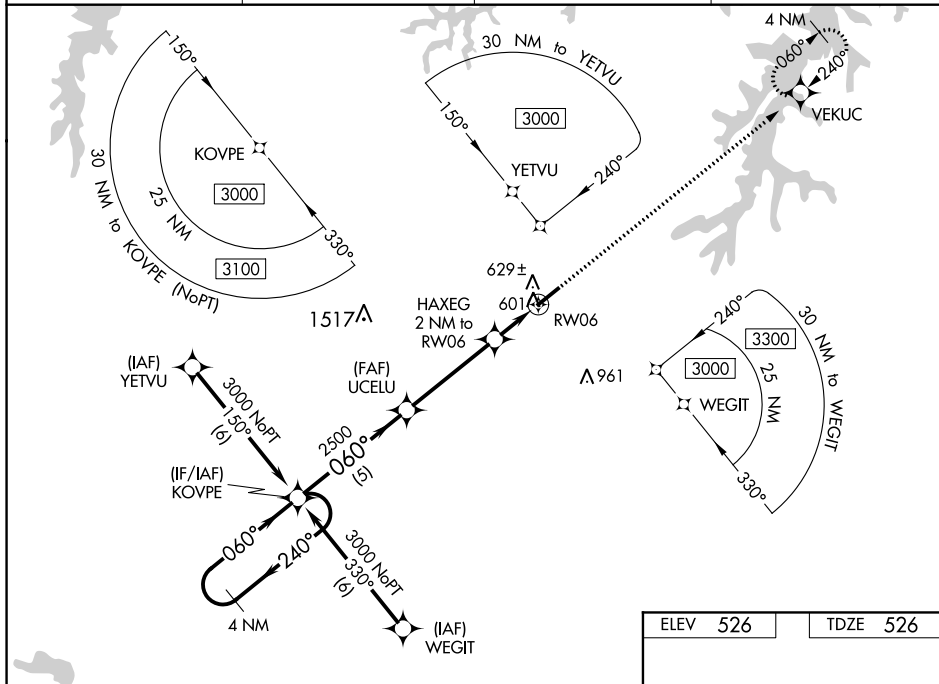 150°
KOVPE
3000
25 NM
3100
30 NM to KOVPE (NoPT)
330°
30 NM to YETVU
3000
150°
YETVU
240°
4 NM
060°
240°
VEKUC
629±
601
RW06
HAXEG
2 NM to
RW06
1517
961
240°
3300
3000
25 NM
30 NM to WEGIT
WEGIT
330°
(IAF)
YETVU
3000 NoPT
150°
(6)
(FAF)
UCELU
2500
060°
(5)
(IF/IAF)
KOVPE
060°
240°
4 NM
3000 NoPT
330°
(6)
(IAF)
WEGIT
ELEV 526
TDZE 526